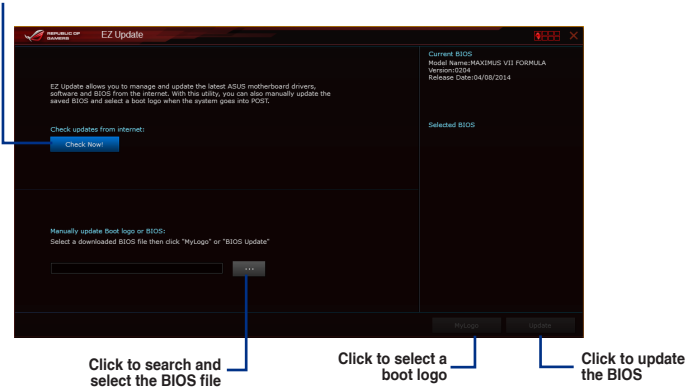 REPUBLIC OF
GAMERS
EZ Update
Current BIOS
Model Name:MAXIMUS VII FORMULA
Version:0204
Release Date:04/08/2014
EZ Update allows you to manage and update the latest ASUS motherboard drivers,
software and BIOS from the internet. With this utility, you can also manually update the
saved BIOS and select a boot logo when the system goes into POST.
Check updates from internet:
Check Now!
Selected BIOS
Manually update Boot logo or BIOS:
Select a downloaded BIOS file then click "MyLogo" or "BIOS Update"
...
MyLogo
Update
Click to search and
select the BIOS file
Click to select a
boot logo
Click to update
the BIOS